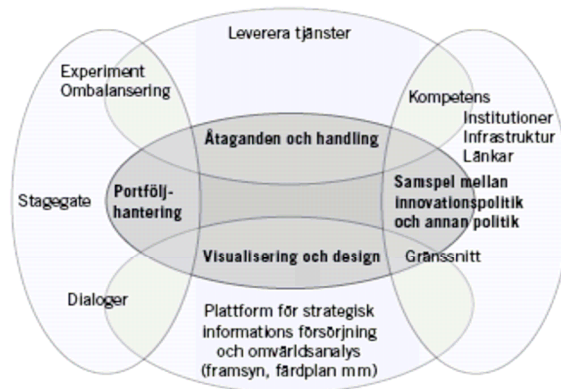 Leverera tjänster
Experiment
Ombalansering
Kompetens
Institutioner
Infrastruktur
Länkar
Åtaganden och handling
Stagegate
Portfölj-
hantering
Samspel mellan
innovationspolitik
och annan politik
Visualisering och design
Gränssnitt
Dialoger
Plattform för strategisk
informations försörjning
och omvärldsanalys
(framsyn, färdplan mm)